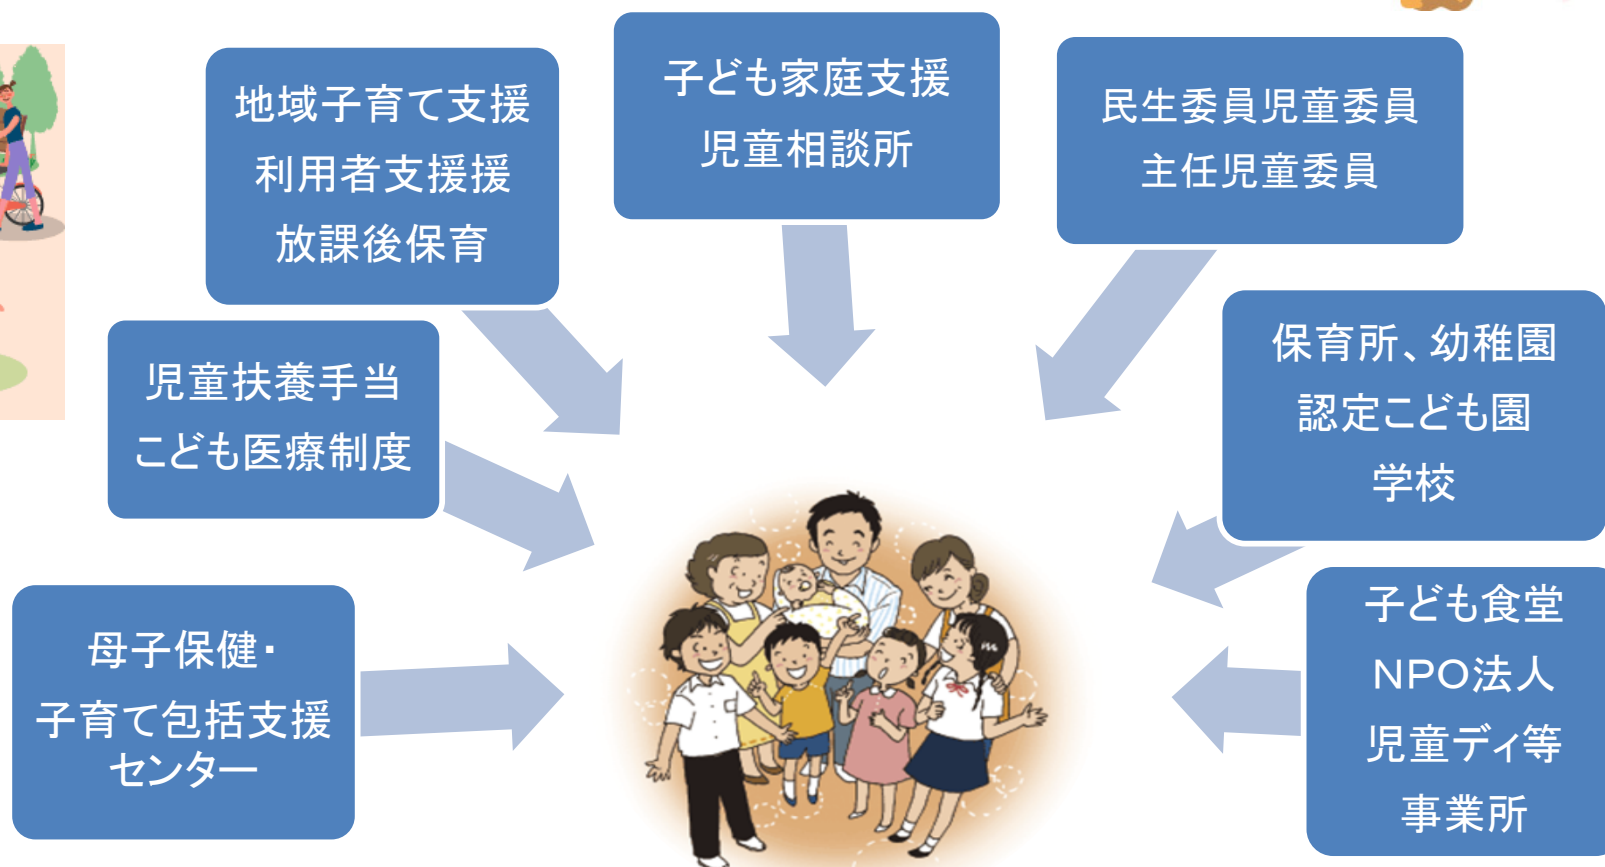 地域子育て支援
利用者支援援
放課後保育
子ども家庭支援
児童相談所
民生委員児童委員
主任児童委員
児童扶養手当
こども医療制度
保育所、幼稚園
認定こども園
学校
母子保健・
子育て包括支援
センター
子ども食堂
NPO法人
児童ディ等
事業所